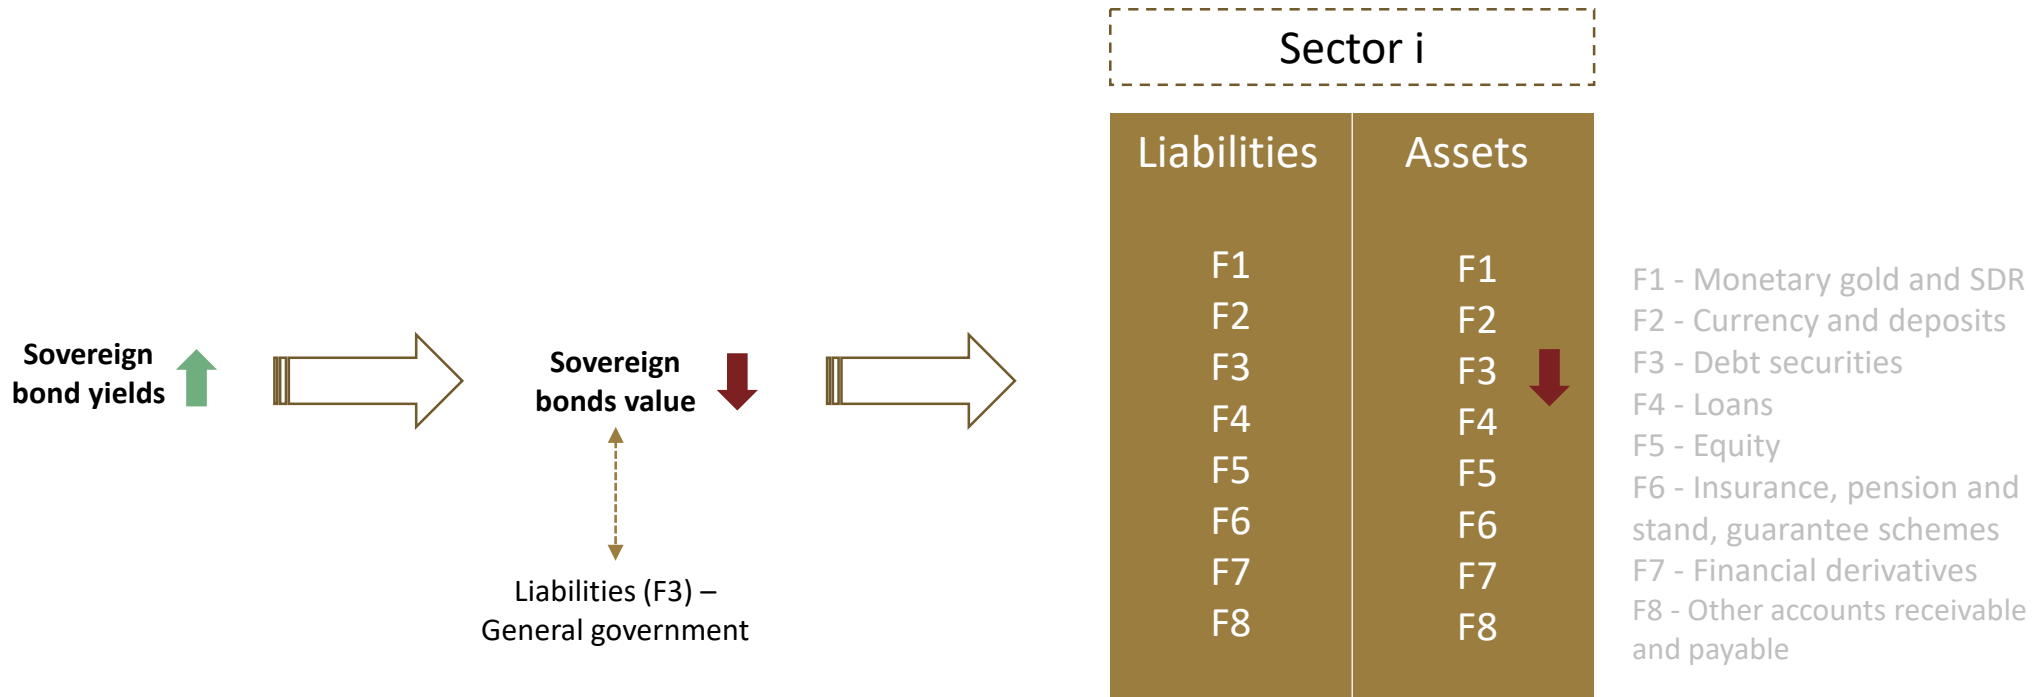 Sector i
Liabilities
Assets
F1
F2
F3
F4
F5
F6
F7
F8
F1
F2
F3
F4
F5
F6
F7
F8
Sovereign
bond yields
Sovereign
bonds value
Liabilities (F3) –
General government
F1 - Monetary gold and SDR
F2 - Currency and deposits
F3 - Debt securities
F4 - Loans
F5 - Equity
F6 - Insurance, pension and
stand, guarantee schemes
F7 - Financial derivatives
F8 - Other accounts receivable
and payable